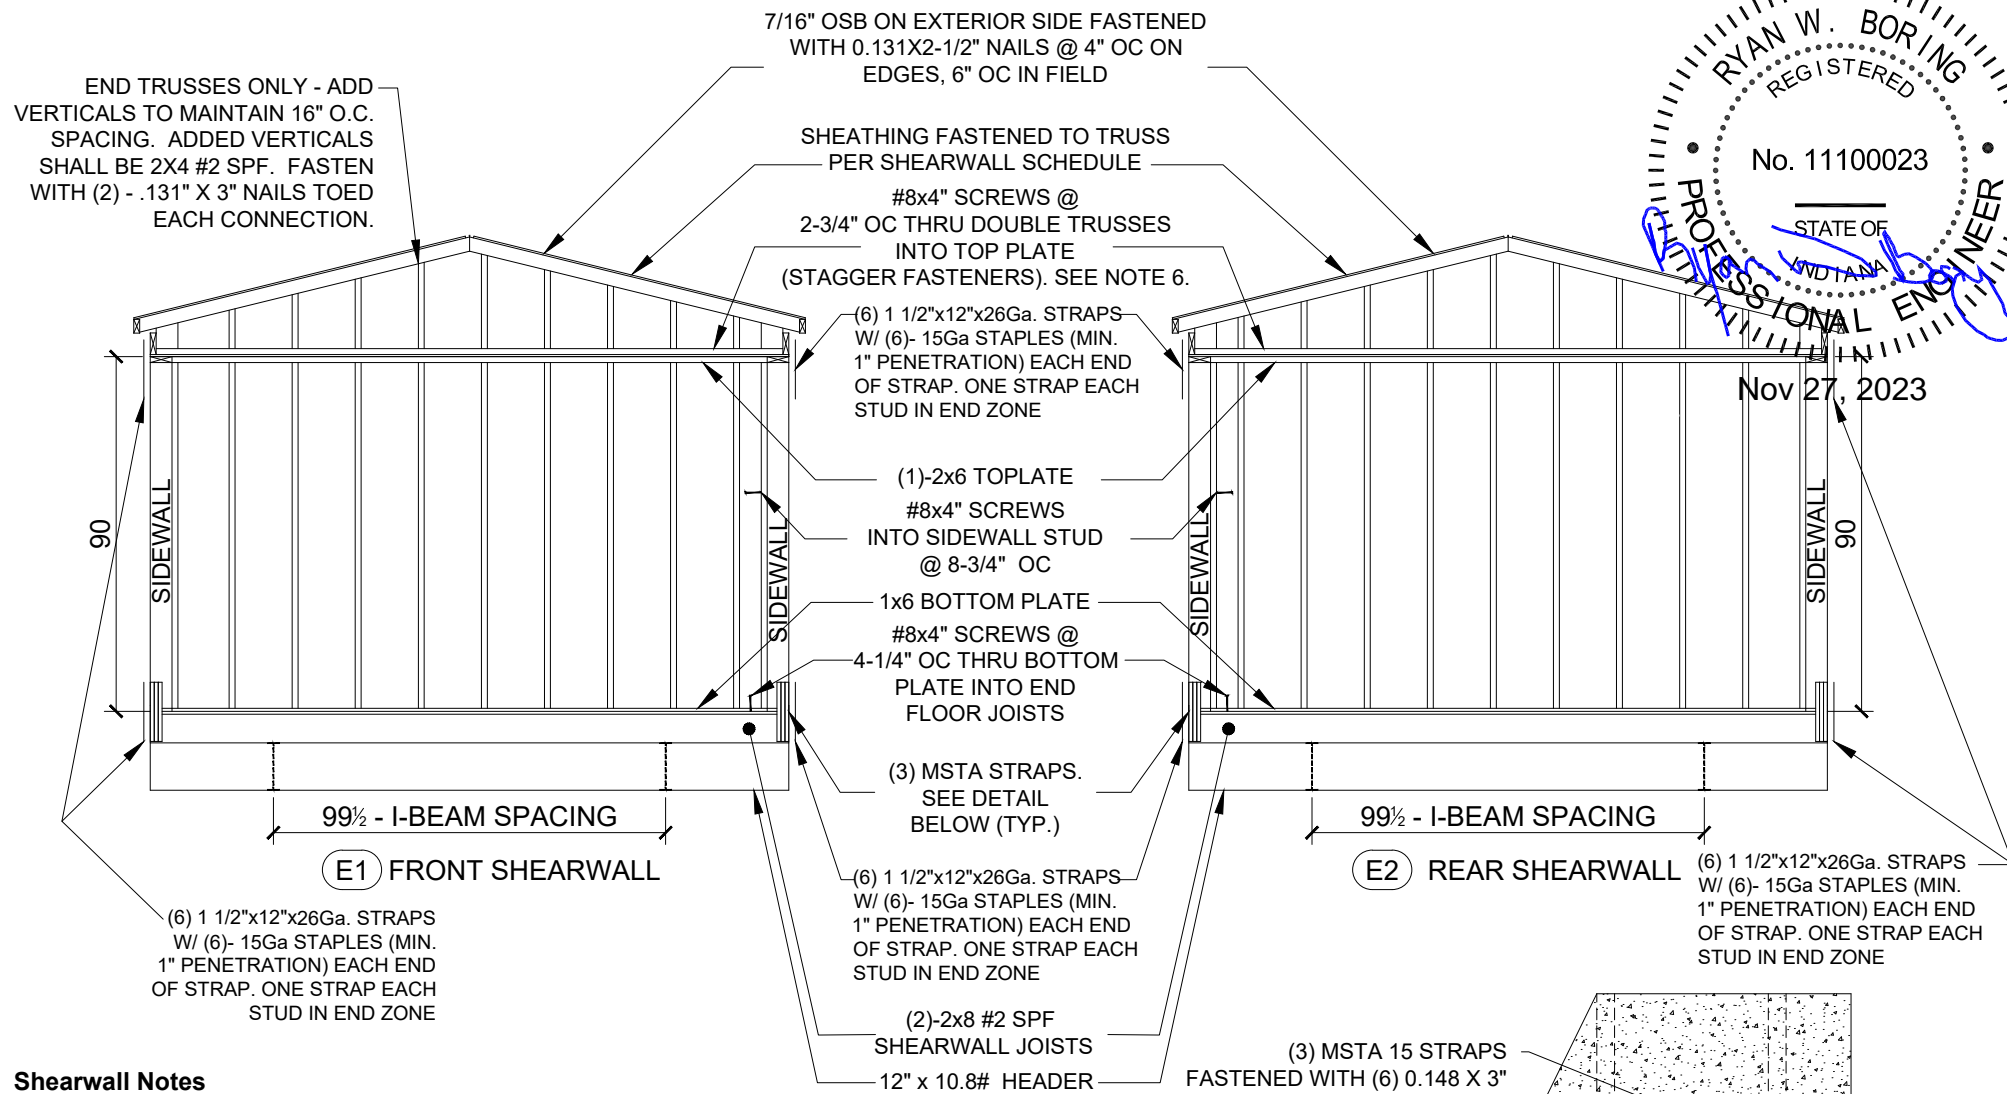 7/16" OSB ON EXTERIOR SIDE FASTENED
WITH 0.131X2-1/2" NAILS @ 4" OC ON
EDGES, 6" OC IN FIELD
END TRUSSES ONLY - ADD
VERTICALS TO MAINTAIN 16" O.C.
SPACING. ADDED VERTICALS
SHALL BE 2X4 #2 SPF. FASTEN
WITH (2) - .131" X 3" NAILS TOED
EACH CONNECTION.
SHEATHING FASTENED TO TRUSS
PER SHEARWALL SCHEDULE
#8x4" SCREWS @
2-3/4" OC THRU DOUBLE TRUSSES
INTO TOP PLATE
(STAGGER FASTENERS). SEE NOTE 6.
(6) 1 1/2"x12"x26Ga. STRAPS
W/ (6)- 15Ga STAPLES (MIN.
1" PENETRATION) EACH END
OF STRAP. ONE STRAP EACH
STUD IN END ZONE
(1)-2x6 TOPLATE
#8x4" SCREWS
INTO SIDEWALL STUD
@ 8-3/4" OC
1x6 BOTTOM PLATE
#8x4" SCREWS @
4-1/4" OC THRU BOTTOM
PLATE INTO END
FLOOR JOISTS
(3) MSTA STRAPS.
SEE DETAIL
BELOW (TYP.)
(6) 1 1/2"x12"x26Ga. STRAPS
W/ (6)- 15Ga STAPLES (MIN.
1" PENETRATION) EACH END
OF STRAP. ONE STRAP EACH
STUD IN END ZONE
(2)-2x8 #2 SPF
SHEARWALL JOISTS
12" x 10.8# HEADER
90
SIDEWALL
SIDEWALL
99½ - I-BEAM SPACING
E1 FRONT SHEARWALL
(6) 1 1/2"x12"x26Ga. STRAPS
W/ (6)- 15Ga STAPLES (MIN.
1" PENETRATION) EACH END
OF STRAP. ONE STRAP EACH
STUD IN END ZONE
SIDEWALL
SIDEWALL
90
99½ - I-BEAM SPACING
E2 REAR SHEARWALL
(6) 1 1/2"x12"x26Ga. STRAPS
W/ (6)- 15Ga STAPLES (MIN.
1" PENETRATION) EACH END
OF STRAP. ONE STRAP EACH
STUD IN END ZONE
RYAN W. BORING
REGISTERED
No. 11100023
STATE OF
INDIANA
PROFESSIONAL ENGINEER
Nov 27, 2023
(3) MSTA 15 STRAPS
FASTENED WITH (6) 0.148 X 3"
Shearwall Notes